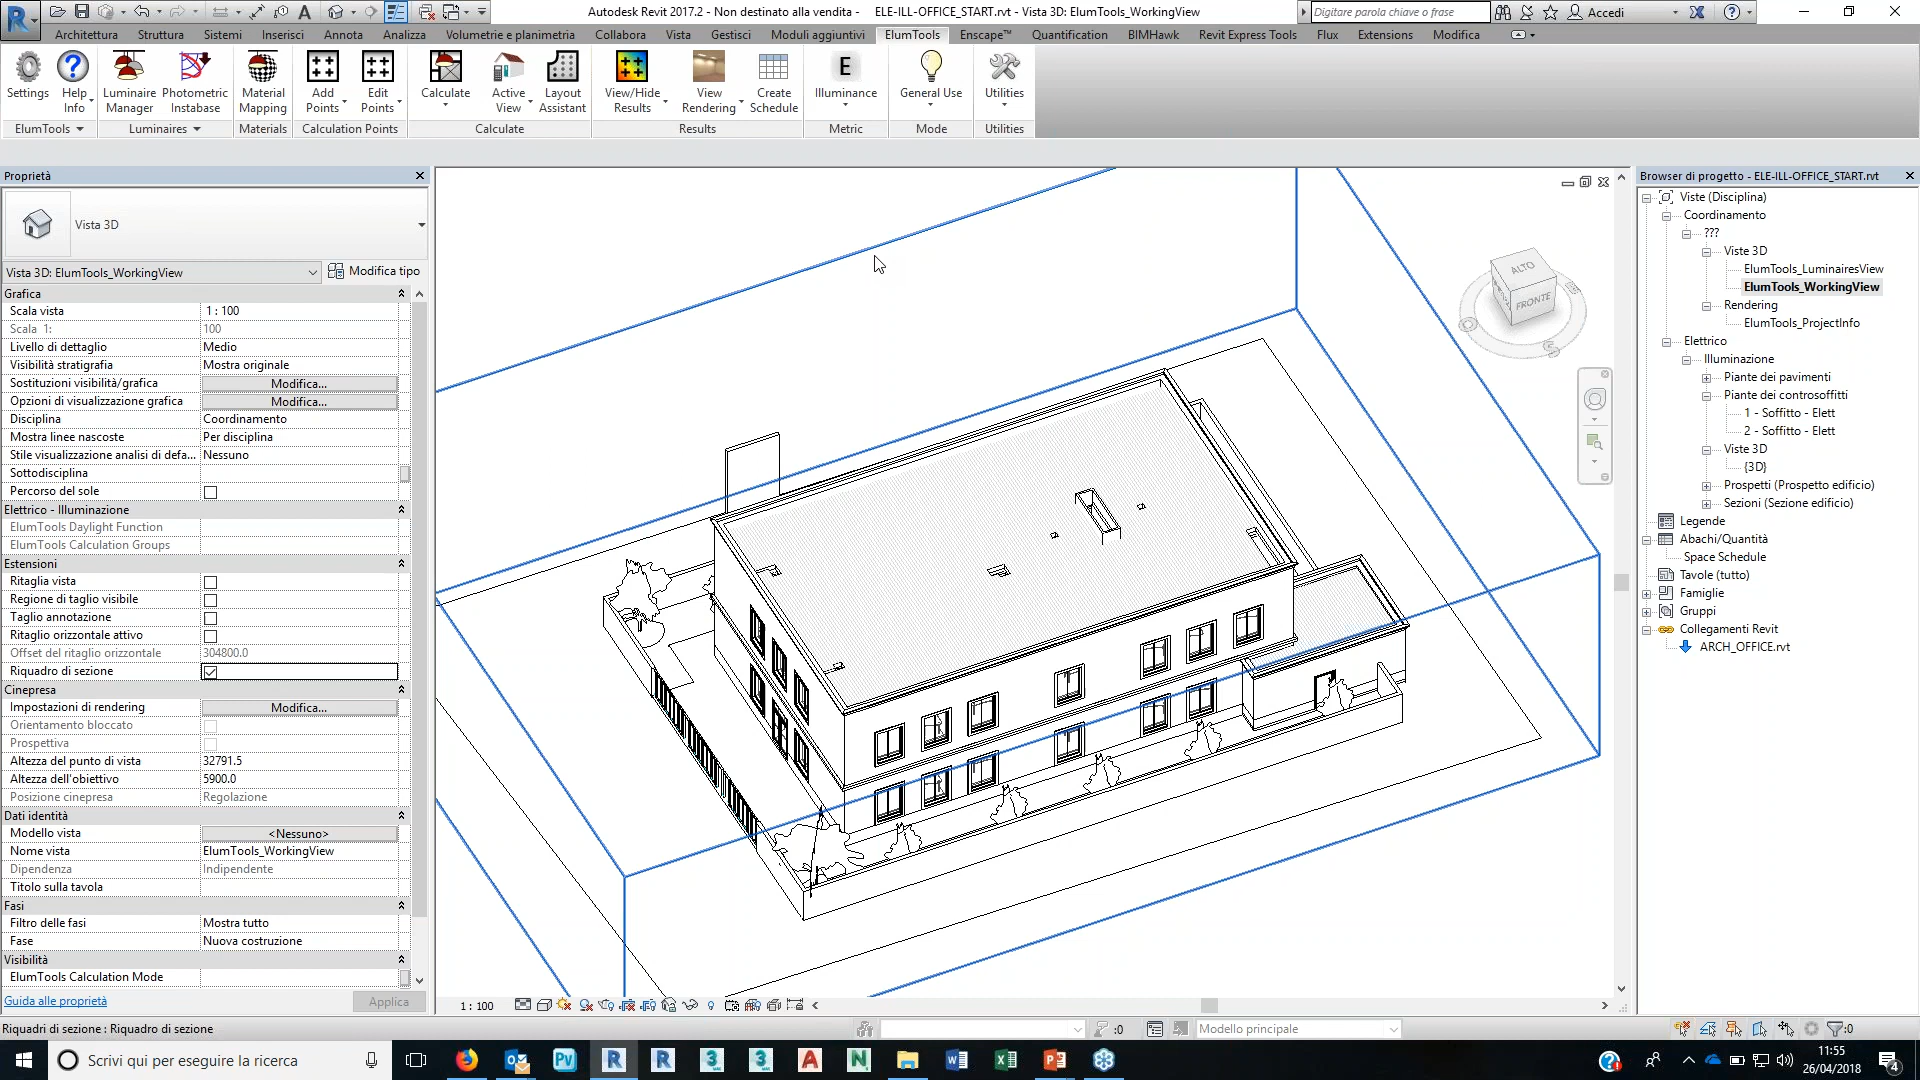 Autodesk Revit 2017.2 - Non destinato alla vendita - ELE-ILL-OFFICE_START.rvt - Vista 3D: ElumTools_WorkingView
Digitare parola chiave o frase
Accedi
Architettura Struttura Sistemi Inserisci Annota Analizza Volumetrie e planimetria Collabora Vista Gestisci Moduli aggiuntivi ElumTools Enscape™ Quantification BIMHawk Revit Express Tools Flux Extensions Modifica
Settings Help Info Luminaire Manager Photometric Instabase Material Mapping Add Points Edit Points Calculate Active View Layout Assistant View/Hide Results View Rendering Create Schedule Illuminance General Use Utilities
ElumTools Luminaires Materials Calculation Points Calculate Results Metric Mode Utilities
Proprietà
Vista 3D
Vista 3D: ElumTools_WorkingView Modifica tipo
Grafica
Scala vista 1 : 100
Scala 1: 100
Livello di dettaglio Medio
Visibilità stratigrafia Mostra originale
Sostituzioni visibilità/grafica Modifica...
Opzioni di visualizzazione grafica Modifica...
Disciplina Coordinamento
Mostra linee nascoste Per disciplina
Stile visualizzazione analisi di defa... Nessuno
Sottodisciplina
Percorso del sole
Elettrico - Illuminazione
ElumTools Daylight Function
ElumTools Calculation Groups
Estensioni
Ritaglia vista
Regione di taglio visibile
Taglio annotazione
Ritaglio orizzontale attivo
Offset del ritaglio orizzontale 304800.0
Riquadro di sezione
Cinepresa
Impostazioni di rendering Modifica...
Orientamento bloccato
Prospettiva
Altezza del punto di vista 32791.5
Altezza dell'obiettivo 5900.0
Posizione cinepresa Regolazione
Dati identità
Modello vista <Nessuno>
Nome vista ElumTools_WorkingView
Dipendenza Indipendente
Titolo sulla tavola
Fasi
Filtro delle fasi Mostra tutto
Fase Nuova costruzione
Visibilità
ElumTools Calculation Mode
Guida alle proprietà Applica
ALTO
FRONTE
S
1 : 100
Browser di progetto - ELE-ILL-OFFICE_START.rvt
Viste (Disciplina)
Coordinamento
???
Viste 3D
ElumTools_LuminairesView
ElumTools_WorkingView
Rendering
ElumTools_ProjectInfo
Elettrico
Illuminazione
Piante dei pavimenti
Piante dei controsoffitti
1 - Soffitto - Elett
2 - Soffitto - Elett
Viste 3D
{3D}
Prospetti (Prospetto edificio)
Sezioni (Sezione edificio)
Legende
Abachi/Quantità
Space Schedule
Tavole (tutto)
Famiglie
Gruppi
Collegamenti Revit
ARCH_OFFICE.rvt
Riquadri di sezione : Riquadro di sezione
:0
Modello principale
:0
Scrivi qui per eseguire la ricerca
11:55
26/04/2018
4